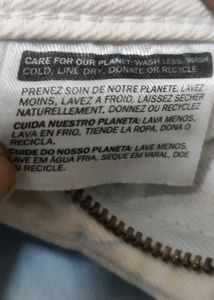 CARE FOR OUR PLANET: WASH LESS, WASH
COLD, LINE DRY, DONATE OR RECYCLE
PRENEZ SOIN DE NOTRE PLANETE: LAVEZ
MOINS, LAVEZ A FROID, LAISSEZ SÉCHER
NATURELLEMENT, DONNEZ OU RECYCLEZ
CUIDA NUESTRO PLANETA: LAVA MENOS,
LAVA EN FRIO, TIENDE LA ROPA, DONA O
RECICLA.
CUIDE DO NOSSO PLANETA: LAVE MENOS,
LAVE EM ÁGUA FRIA, SEQUE EM VARAL, DOE
OU RECICLE.